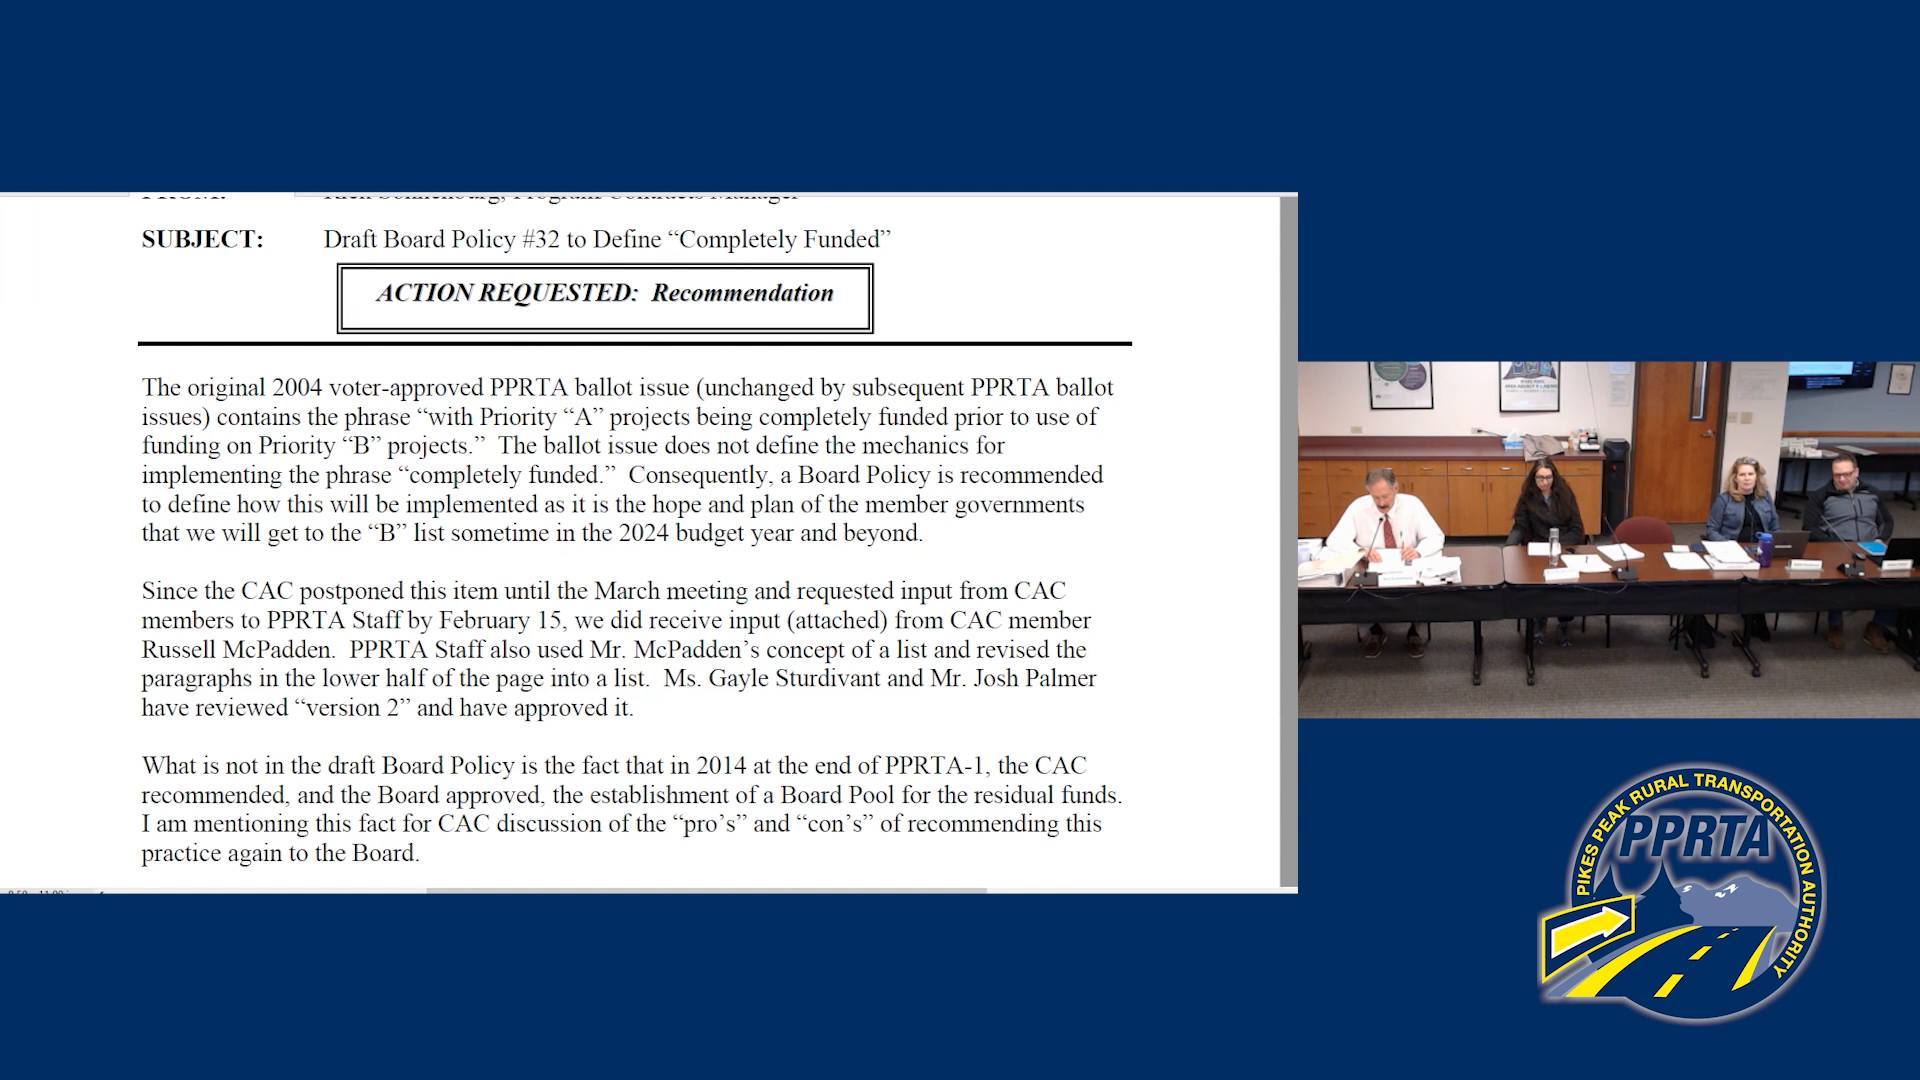 FROM: Rick Sonnenburg, Program Contracts Manager
SUBJECT: Draft Board Policy #32 to Define “Completely Funded”
ACTION REQUESTED: Recommendation
The original 2004 voter-approved PPRTA ballot issue (unchanged by subsequent PPRTA ballot
issues) contains the phrase “with Priority “A” projects being completely funded prior to use of
funding on Priority “B” projects.” The ballot issue does not define the mechanics for
implementing the phrase “completely funded.” Consequently, a Board Policy is recommended
to define how this will be implemented as it is the hope and plan of the member governments
that we will get to the “B” list sometime in the 2024 budget year and beyond.
Since the CAC postponed this item until the March meeting and requested input from CAC
members to PPRTA Staff by February 15, we did receive input (attached) from CAC member
Russell McPadden. PPRTA Staff also used Mr. McPadden’s concept of a list and revised the
paragraphs in the lower half of the page into a list. Ms. Gayle Sturdivant and Mr. Josh Palmer
have reviewed “version 2” and have approved it.
What is not in the draft Board Policy is the fact that in 2014 at the end of PPRTA-1, the CAC
recommended, and the Board approved, the establishment of a Board Pool for the residual funds.
I am mentioning this fact for CAC discussion of the “pro’s” and “con’s” of recommending this
practice again to the Board.
PIKES PEAK RURAL TRANSPORTATION AUTHORITY
PPRTA